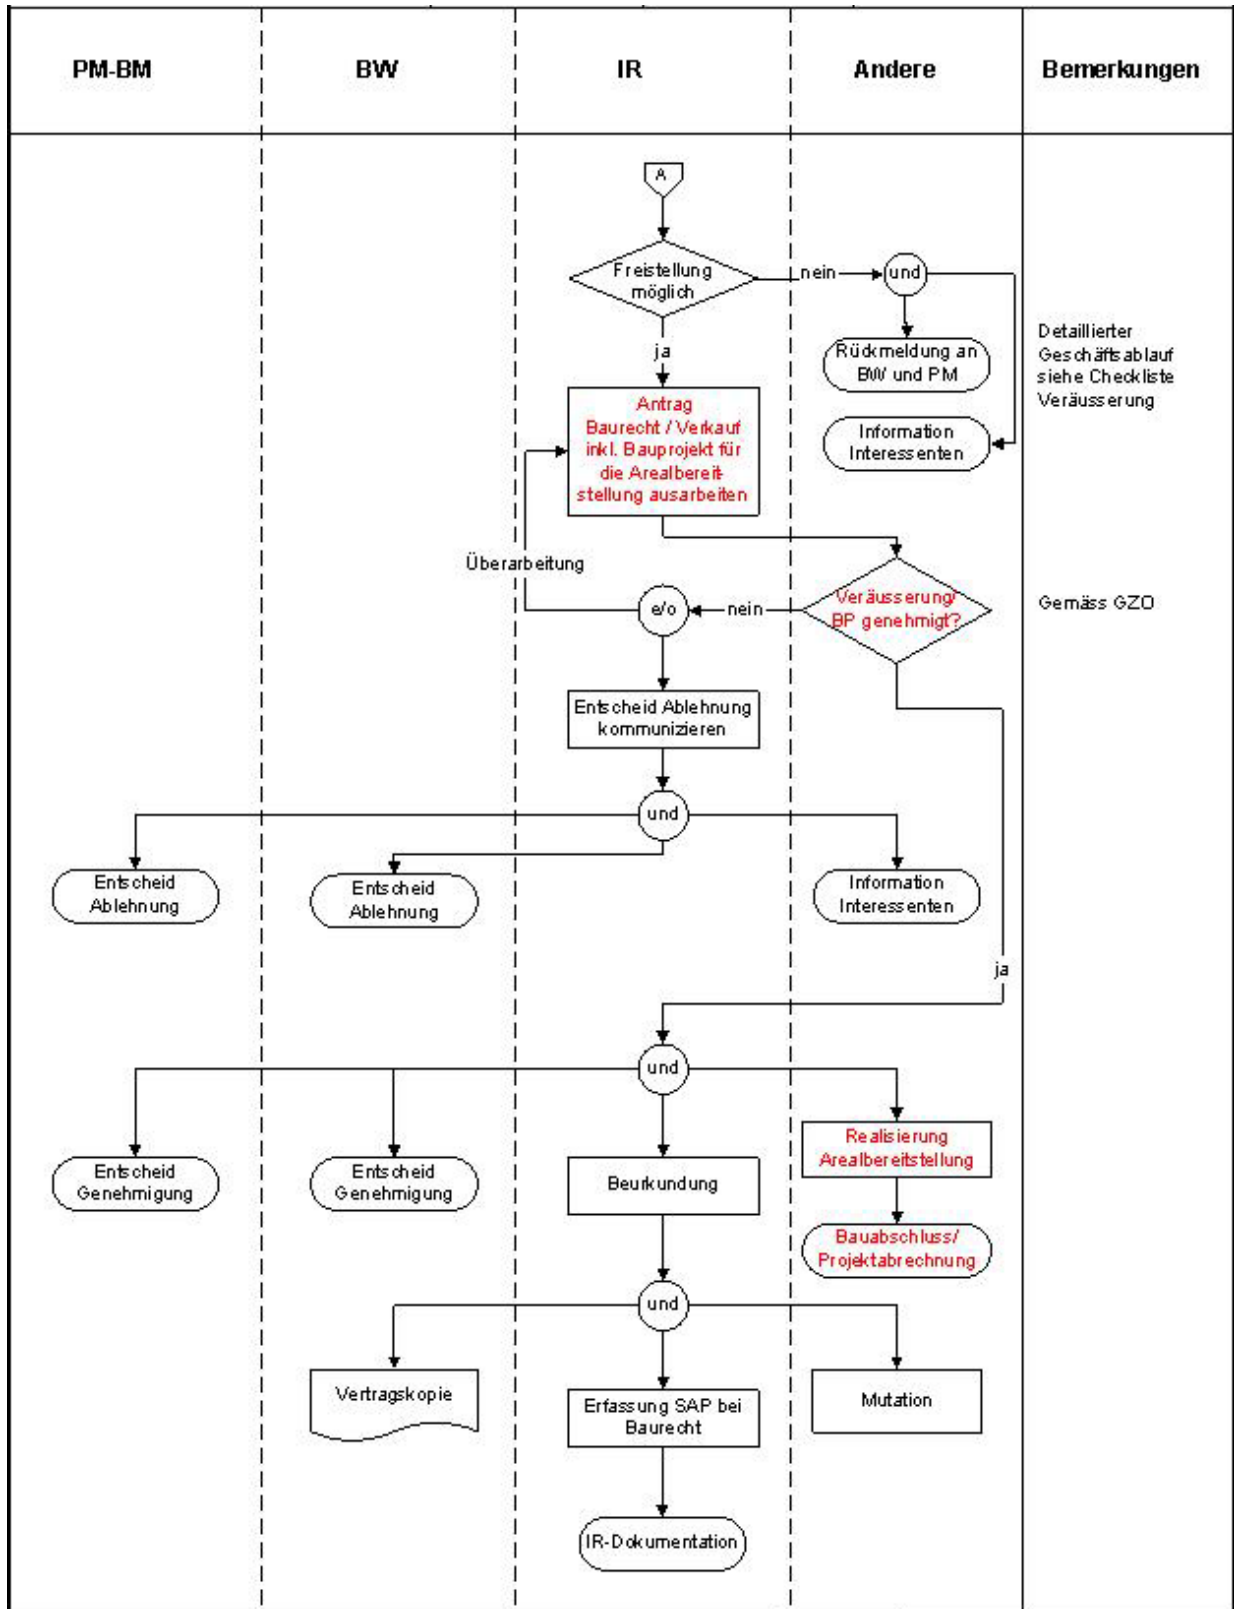 PM-BM
BW
IR
Andere
Bemerkungen
A
Freistellung
möglich
nein
und
ja
Rückmeldung an
BW und PM
Detaillierter
Geschäftsablauf
siehe Checkliste
Veräusserung
Antrag
Baurecht / Verkauf
inkl. Bauprojekt für
die Arealbereit-
stellung ausarbeiten
Information
Interessenten
Überarbeitung
e/o
nein
Veräusserung/
BP genehmigt?
Gemäss GZO
Entscheid Ablehnung
kommunizieren
und
Entscheid
Ablehnung
Entscheid
Ablehnung
Information
Interessenten
ja
und
Entscheid
Genehmigung
Entscheid
Genehmigung
Beurkundung
Realisierung
Arealbereitstellung
Bauabschluss/
Projektabrechnung
und
Vertragskopie
Erfassung SAP bei
Baurecht
Mutation
IR-Dokumentation